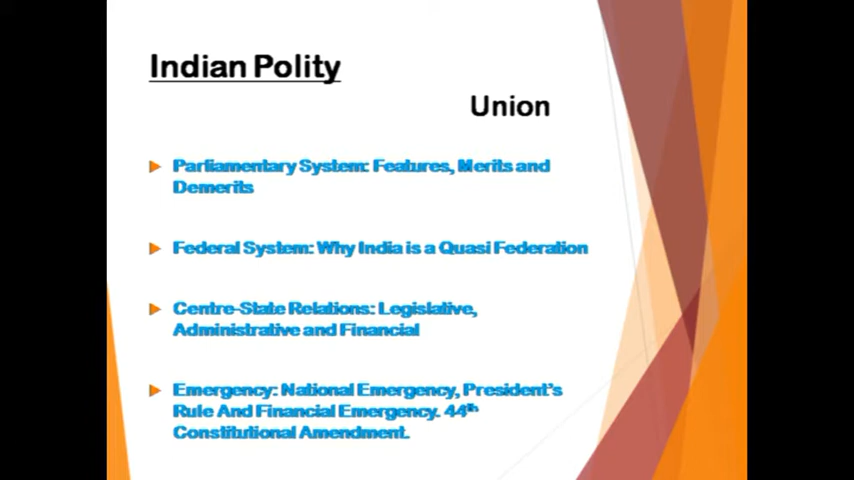 Indian Polity
Union
Parliamentary System: Features, Merits and
Demerits
Federal System: Why India is a Quasi Federation
Centre-State Relations: Legislative,
Administrative and Financial
Emergency: National Emergency, President's
Rule And Financial Emergency. 44th
Constitutional Amendment.